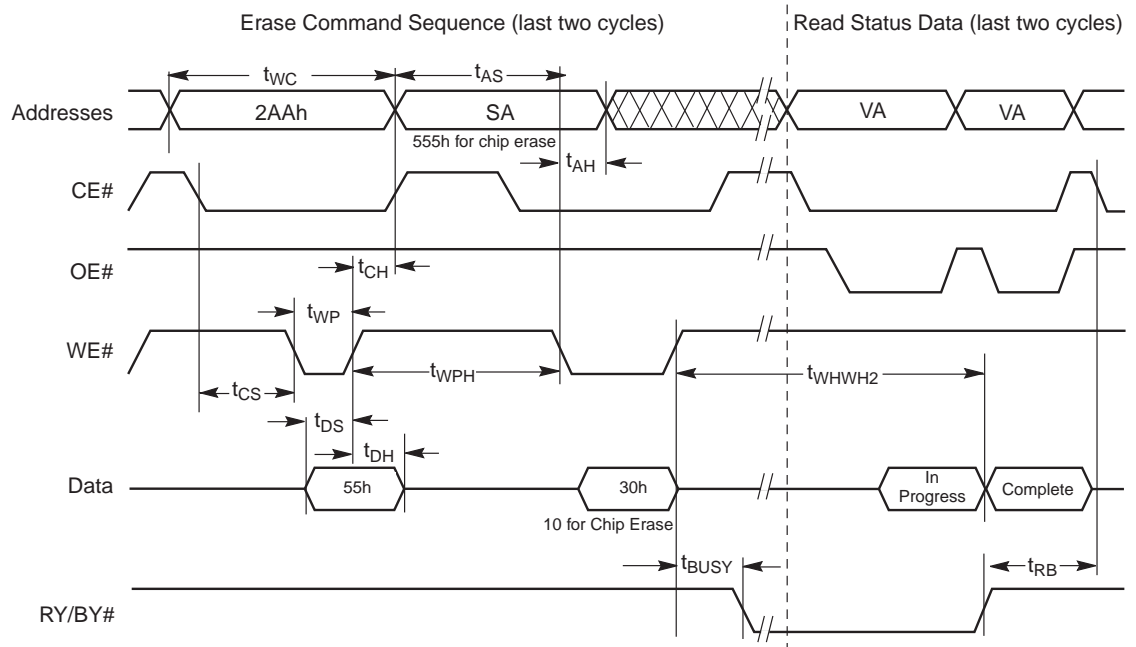 Erase Command Sequence (last two cycles)
Read Status Data (last two cycles)
tWC
tAS
Addresses
2AAh
SA
VA
VA
555h for chip erase
tAH
CE#
OE#
tCH
tWP
WE#
tWPH
tWHWH2
tCS
tDS
tDH
Data
55h
30h
In
Progress
Complete
10 for Chip Erase
tBUSY
tRB
RY/BY#